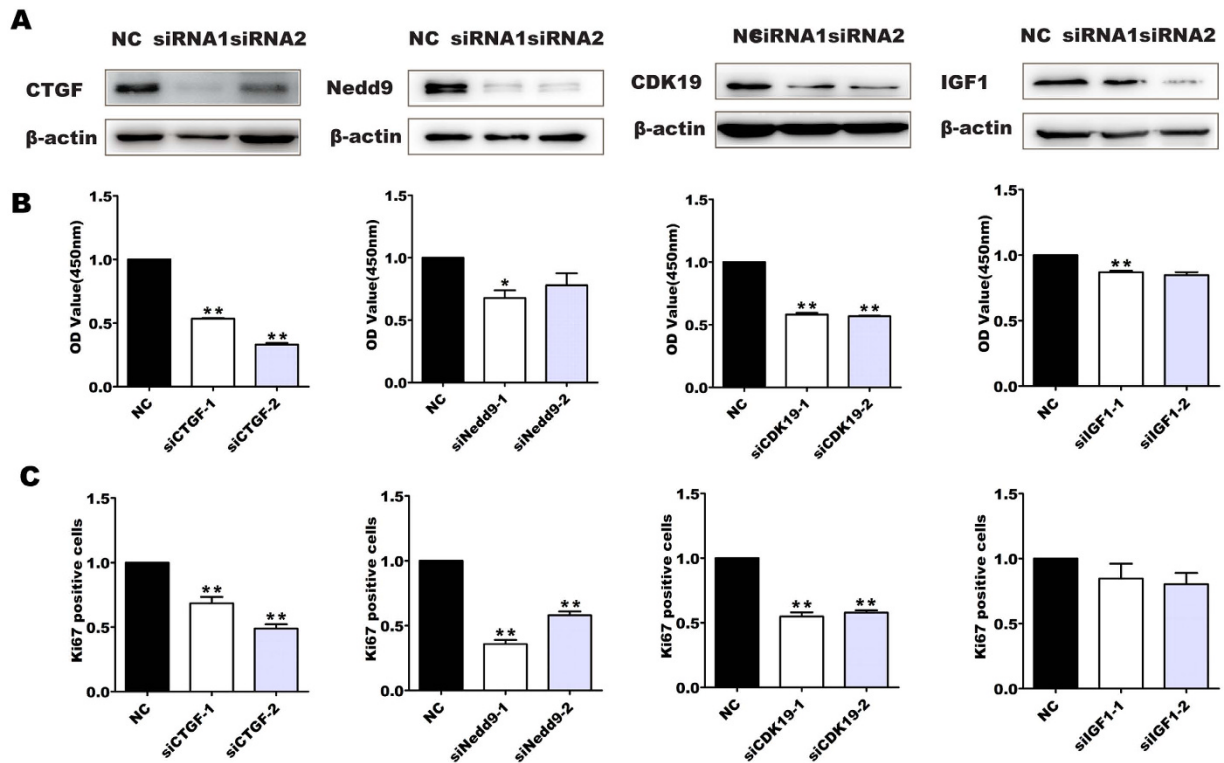 A
NC siRNA1siRNA2
NC siRNA1siRNA2
NCsiRNA1siRNA2
NC siRNA1siRNA2
CTGF
Nedd9
CDK19
IGF1
β-actin
β-actin
β-actin
β-actin
B
OD Value(450nm)
1.5
1.0
0.5
0.0
**
**
NC
siCTGF-1
siCTGF-2
OD Value(450nm)
1.5
1.0
0.5
0.0
*
NC
siNedd9-1
siNedd9-2
OD Value(450nm)
1.5
1.0
0.5
0.0
**
**
NC
siCDK19-1
siCDK19-2
OD Value(450nm)
1.5
1.0
0.5
0.0
**
NC
siIGF1-1
siIGF1-2
C
Ki67 positive cells
1.5
1.0
0.5
0.0
**
**
NC
siCTGF-1
siCTGF-2
Ki67 positive cells
1.5
1.0
0.5
0.0
**
**
NC
siNedd9-1
siNedd9-2
Ki67 positive cells
1.5
1.0
0.5
0.0
**
**
NC
siCDK19-1
siCDK19-2
Ki67 positive cells
1.5
1.0
0.5
0.0
NC
siIGF1-1
siIGF1-2